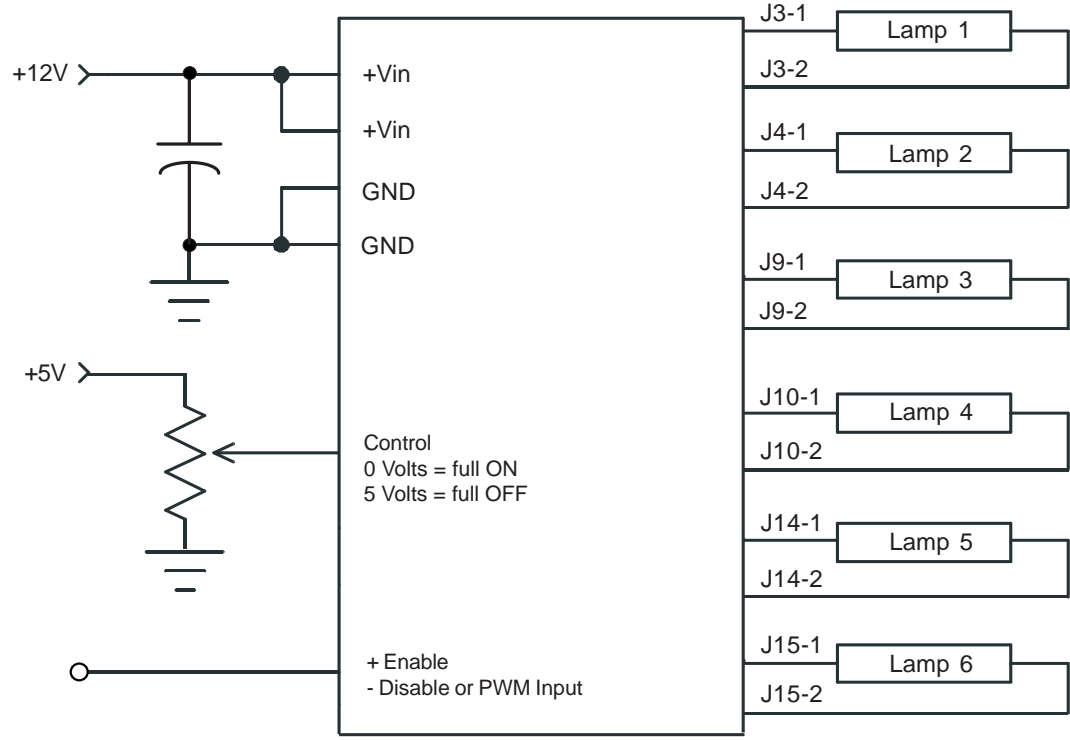 +12V
+Vin
+Vin
GND
GND
+5V
Control
0 Volts = full ON
5 Volts = full OFF
+ Enable
- Disable or PWM Input
J3-1
Lamp 1
J3-2
J4-1
Lamp 2
J4-2
J9-1
Lamp 3
J9-2
J10-1
Lamp 4
J10-2
J14-1
Lamp 5
J14-2
J15-1
Lamp 6
J15-2